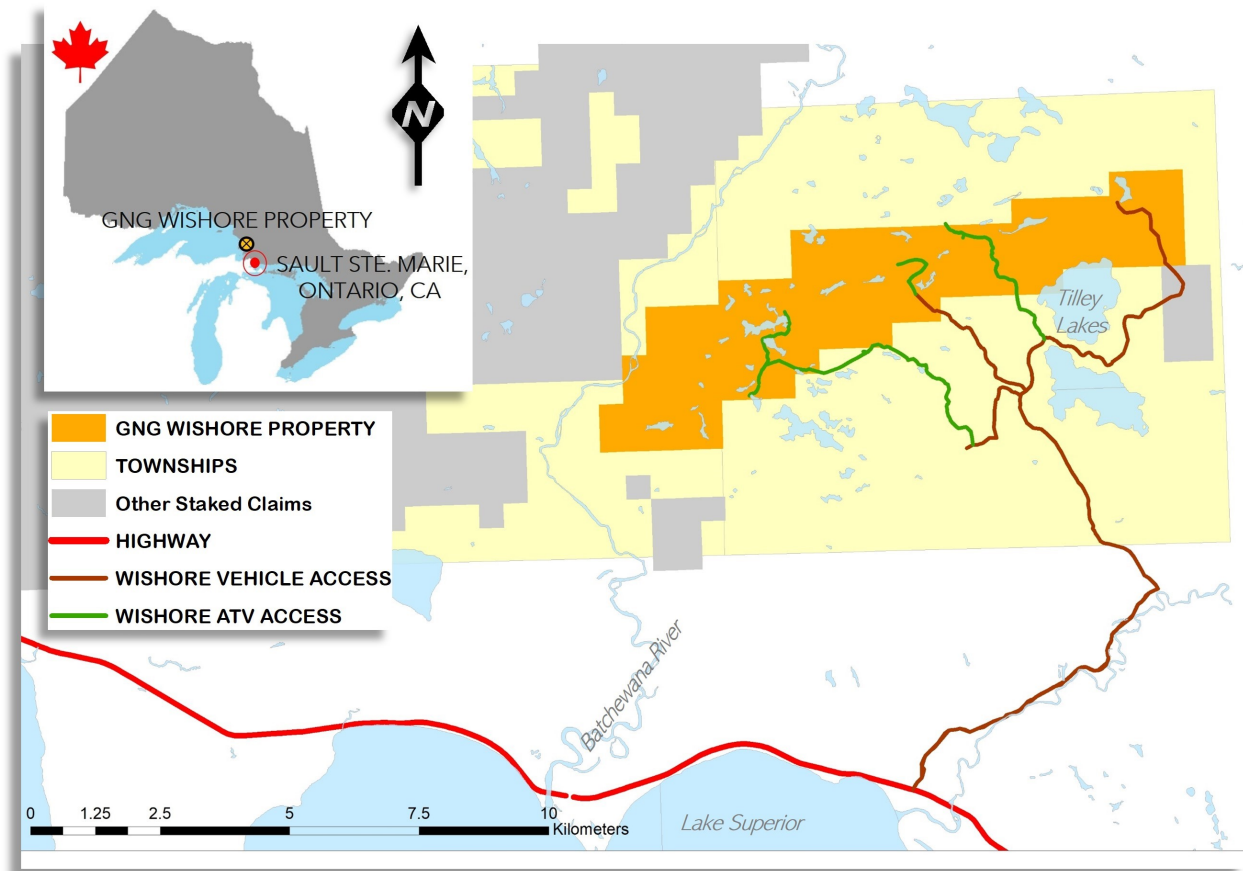 N
GNG WISHORE PROPERTY
SAULT STE. MARIE,
ONTARIO, CA
Tilley
Lakes
GNG WISHORE PROPERTY
TOWNSHIPS
Other Staked Claims
HIGHWAY
WISHORE VEHICLE ACCESS
WISHORE ATV ACCESS
Batchewana River
Lake Superior
0 1.25 2.5 5 7.5 10
Kilometers